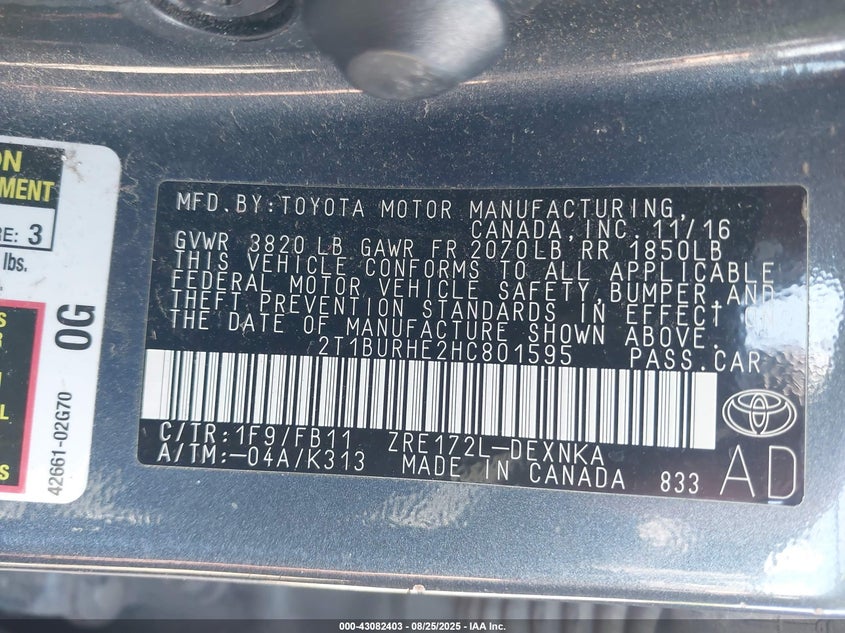 ON
MENT
RE: 3
lbs.
S
R
L
S
0G
42661-02G70
MFD.BY:TOYOTA MOTOR MANUFACTURING,
CANADA,INC. 11/16
GVWR 3820 LB GAWR FR 2070LB RR 1850LB
THIS VEHICLE CONFORMS TO ALL APPLICABLE
FEDERAL MOTOR VEHICLE SAFETY,BUMPER,AND
THEFT PREVENTION STANDARDS IN EFFECT ON
THE DATE OF MANUFACTURE SHOWN ABOVE.
2T1BURHE2HC801595 PASS.CAR
C/TR:1F9/FB11 ZRE172L-DEXNKA
A/TM:-04A/K313 MADE IN CANADA 833
AD
000-43082403 - 08/25/2025 - IAA Inc.